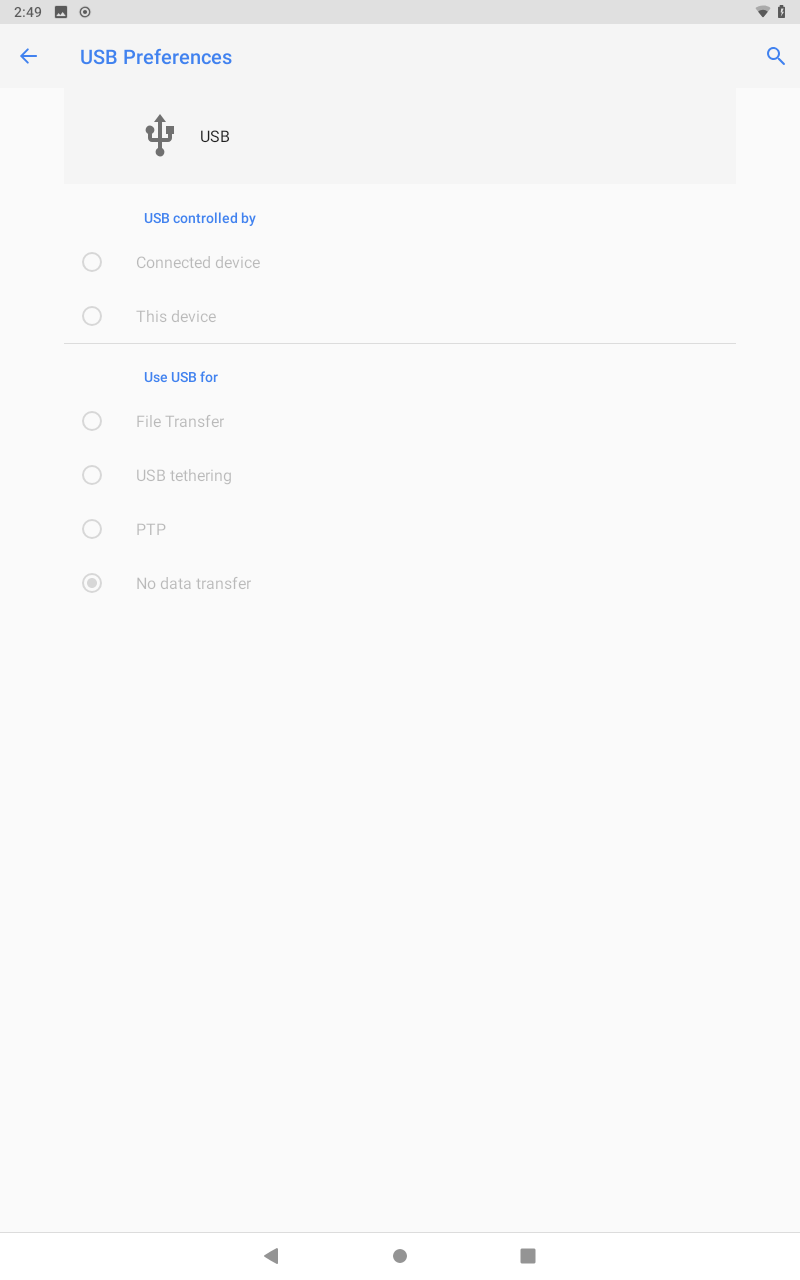 2:49
USB Preferences
USB
USB controlled by
Connected device
This device
Use USB for
File Transfer
USB tethering
PTP
No data transfer